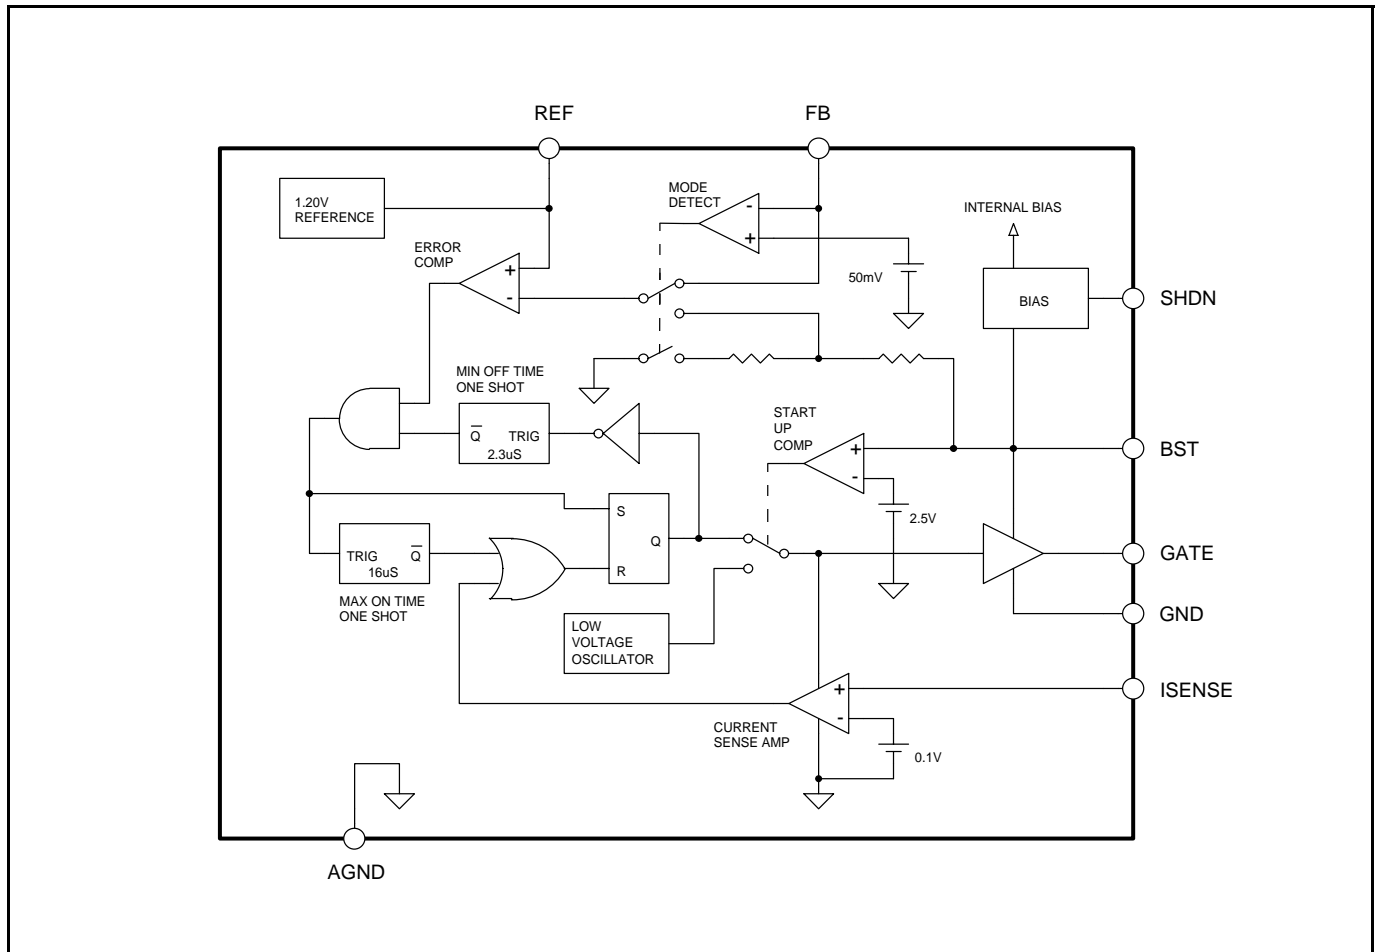 REF
FB
1.20V
REFERENCE
MODE
DETECT
-
+
INTERNAL BIAS
ERROR
COMP
+
-
50mV
BIAS
SHDN
MIN OFF TIME
ONE SHOT
Q TRIG
2.3uS
START
UP
COMP
+
-
BST
2.5V
S
Q
R
TRIG Q
16uS
GATE
MAX ON TIME
ONE SHOT
GND
LOW
VOLTAGE
OSCILLATOR
ISENSE
+
-
CURRENT
SENSE AMP
0.1V
AGND